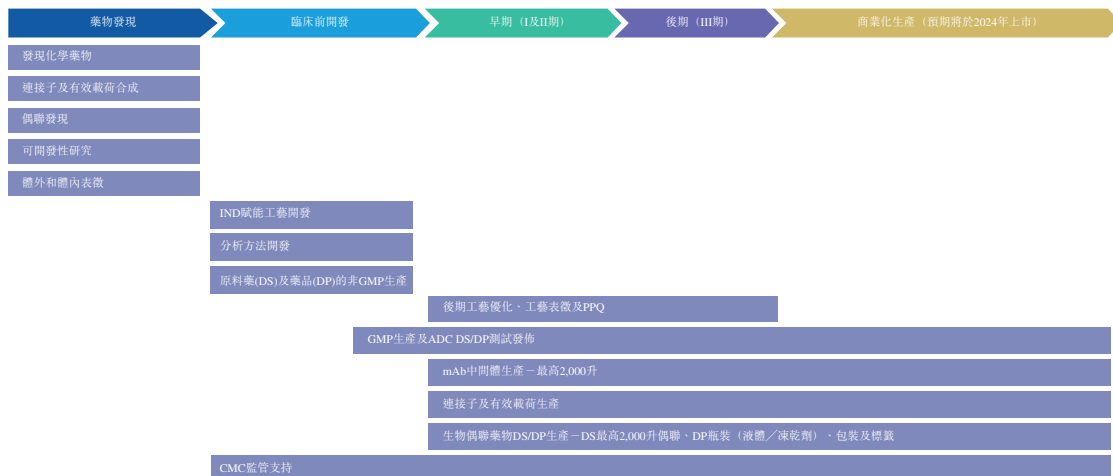 藥物發現
臨床前開發
早期（I及II期）
後期（III期）
商業化生產（預期將於2024年上市）
發現化學藥物
連接子及有效載荷合成
偶聯發現
可開發性研究
體外和體內表徵
IND賦能工藝開發
分析方法開發
原料藥(DS)及藥品(DP)的非GMP生產
後期工藝優化、工藝表徵及PPQ
GMP生產及ADC DS/DP測試發佈
mAb中間體生產－最高2,000升
連接子及有效載荷生產
生物偶聯藥物DS/DP生產－DS最高2,000升偶聯、DP瓶裝（液體／凍乾劑）、包裝及標籤
CMC監管支持